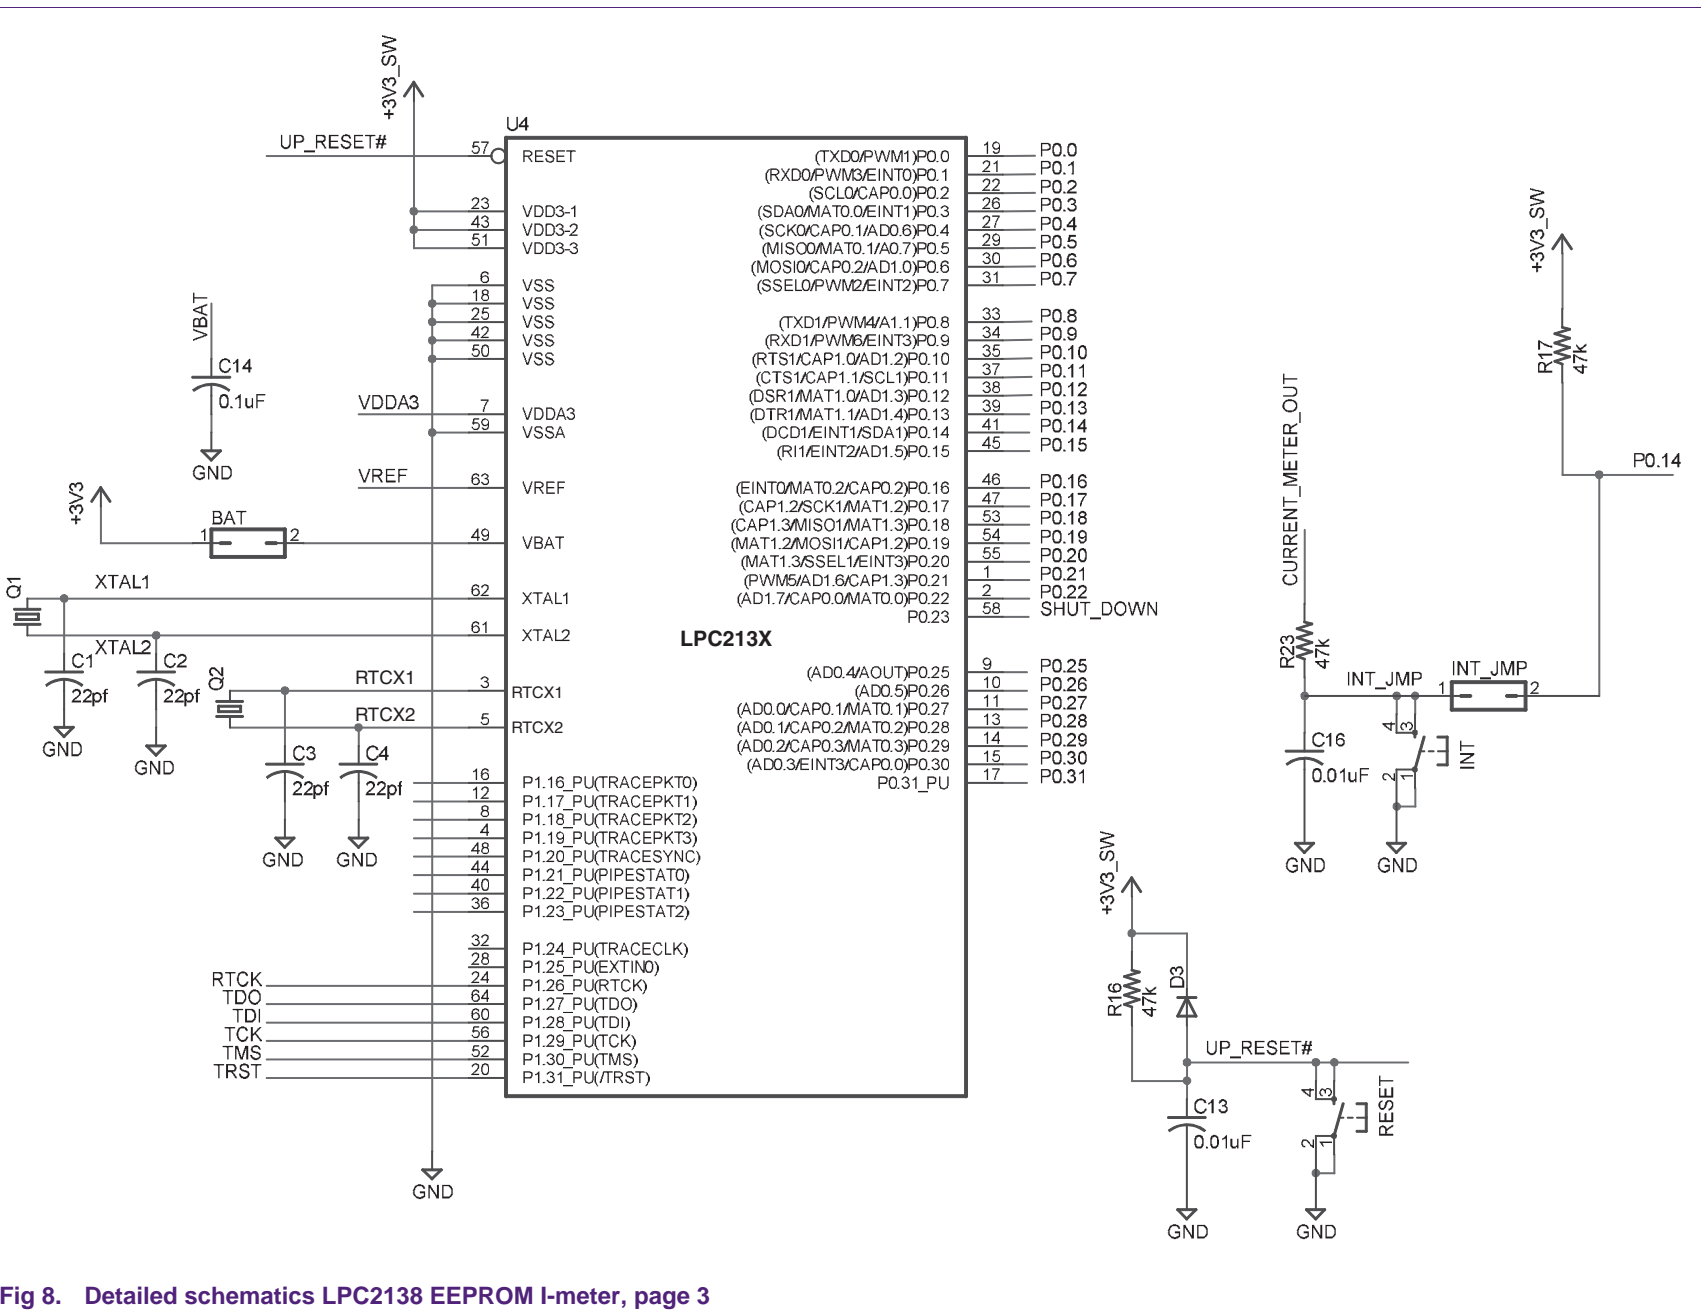 +3V3_SW
U4
UP_RESET#
57
RESET
23
VDD3-1
43
VDD3-2
51
VDD3-3
6
VSS
18
VSS
25
VSS
42
VSS
50
VSS
VDDA3
7
VDDA3
59
VSSA
VREF
63
VREF
VBAT
C14
0.1uF
GND
+3V3
BAT
1
2
49
VBAT
Q1
XTAL1
62
XTAL1
XTAL2
61
XTAL2
C1
22pf
GND
C2
22pf
GND
Q2
RTCX1
3
RTCX1
RTCX2
5
RTCX2
C3
22pf
GND
C4
22pf
GND
16
P1.16_PU(TRACEPKT0)
12
P1.17_PU(TRACEPKT1)
8
P1.18_PU(TRACEPKT2)
4
P1.19_PU(TRACEPKT3)
48
P1.20_PU(TRACESYNC)
44
P1.21_PU(PIPESTAT0)
40
P1.22_PU(PIPESTAT1)
36
P1.23_PU(PIPESTAT2)
32
P1.24_PU(TRACECLK)
28
P1.25_PU(EXTIN0)
RTCK
24
P1.26_PU(RTCK)
TDO
64
P1.27_PU(TDO)
TDI
60
P1.28_PU(TDI)
TCK
56
P1.29_PU(TCK)
TMS
52
P1.30_PU(TMS)
TRST
20
P1.31_PU(/TRST)
GND
LPC213X
(TXD0/PWM1)P0.0 19 P0.0
(RXD0/PWM3/EINT0)P0.1 21 P0.1
(SCL0/CAP0.0)P0.2 22 P0.2
(SDA0/MAT0.0/EINT1)P0.3 26 P0.3
(SCK0/CAP0.1/AD0.6)P0.4 27 P0.4
(MISO0/MAT0.1/A0.7)P0.5 29 P0.5
(MOSI0/CAP0.2/AD1.0)P0.6 30 P0.6
(SSEL0/PWM2/EINT2)P0.7 31 P0.7
(TXD1/PWM4/A1.1)P0.8 33 P0.8
(RXD1/PWM6/EINT3)P0.9 34 P0.9
(RTS1/CAP1.0/AD1.2)P0.10 35 P0.10
(CTS1/CAP1.1/SCL1)P0.11 37 P0.11
(DSR1/MAT1.0/AD1.3)P0.12 38 P0.12
(DTR1/MAT1.1/AD1.4)P0.13 39 P0.13
(DCD1/EINT1/SDA1)P0.14 41 P0.14
(RI1/EINT2/AD1.5)P0.15 45 P0.15
(EINT0/MAT0.2/CAP0.2)P0.16 46 P0.16
(CAP1.2/SCK1/MAT1.2)P0.17 47 P0.17
(CAP1.3/MISO1/MAT1.3)P0.18 53 P0.18
(MAT1.2/MOSI1/CAP1.2)P0.19 54 P0.19
(MAT1.3/SSEL1/EINT3)P0.20 55 P0.20
(PWM5/AD1.6/CAP1.3)P0.21 1 P0.21
(AD1.7/CAP0.0/MAT0.0)P0.22 2 P0.22
P0.23 58 SHUT_DOWN
(AD0.4/AOUT)P0.25 9 P0.25
(AD0.5)P0.26 10 P0.26
(AD0.0/CAP0.1/MAT0.1)P0.27 11 P0.27
(AD0.1/CAP0.2/MAT0.2)P0.28 13 P0.28
(AD0.2/CAP0.3/MAT0.3)P0.29 14 P0.29
(AD0.3/EINT3/CAP0.0)P0.30 15 P0.30
P0.31_PU 17 P0.31
+3V3_SW
R17
47k
P0.14
CURRENT_METER_OUT
R23
47k
INT_JMP
INT_JMP
1
2
C16
0.01uF
GND
4
3
2
1
INT
GND
+3V3_SW
R16
47k
D3
UP_RESET#
C13
0.01uF
GND
4
3
2
1
RESET
GND
Fig 8. Detailed schematics LPC2138 EEPROM I-meter, page 3